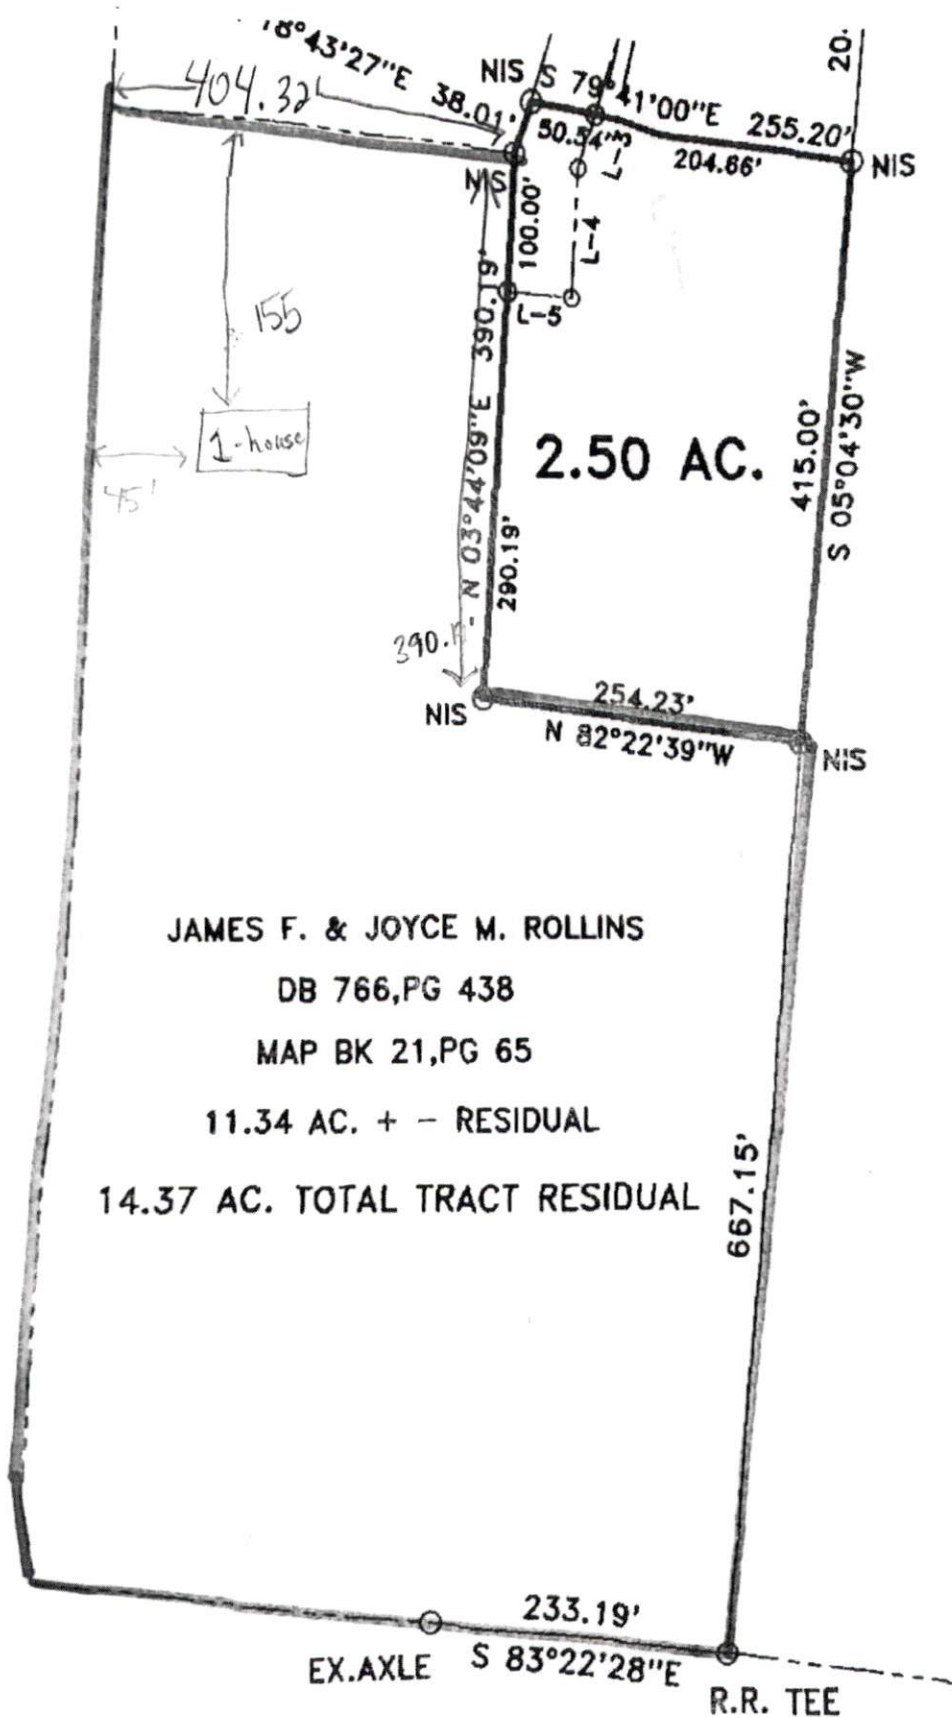 18°43'27"E
404.32'
38.01'
NIS
S 79°41'00"E
255.20'
20.
50.54'
L-3
204.66'
NIS
NIS
100.00'
L-4
L-5
155
1-house
45'
N 03°44'09"E 390.19'
290.19'
2.50 AC.
415.00'
S 05°04'30"W
NIS
254.23'
N 82°22'39"W
NIS
JAMES F. & JOYCE M. ROLLINS
DB 766,PG 438
MAP BK 21,PG 65
11.34 AC. + - RESIDUAL
14.37 AC. TOTAL TRACT RESIDUAL
667.15'
233.19'
EX.AXLE
S 83°22'28"E
R.R. TEE